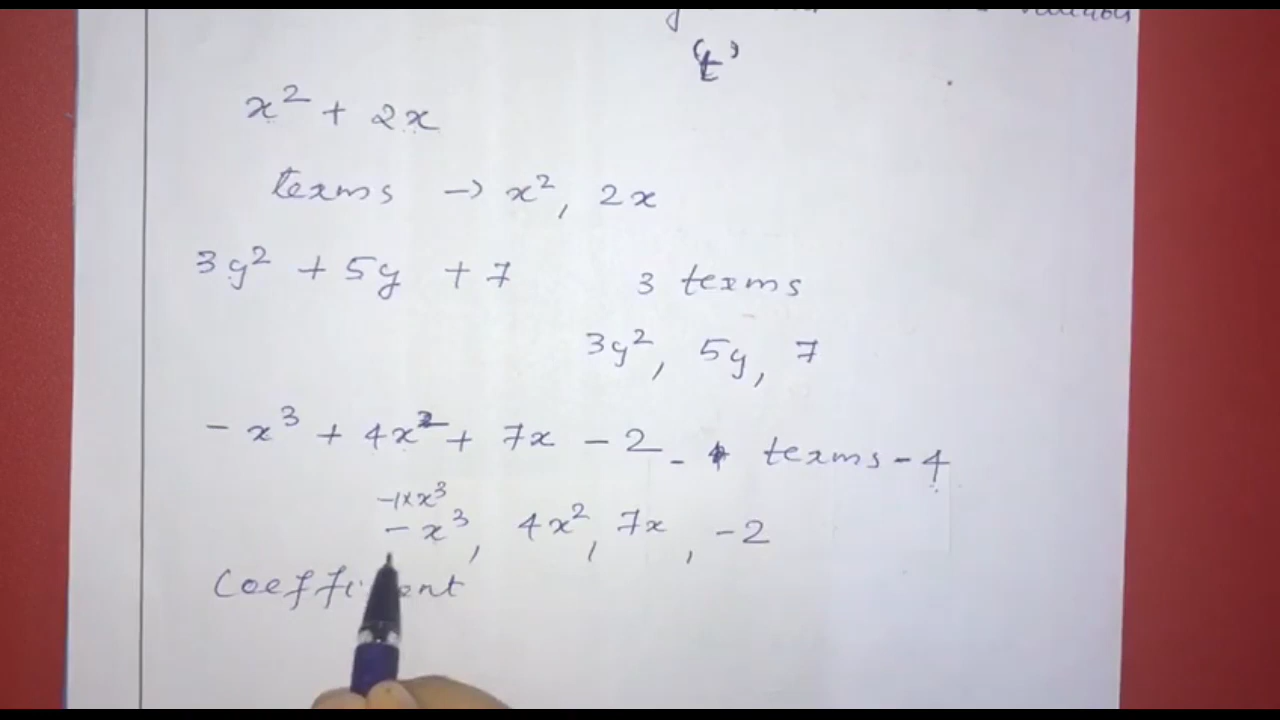 't'
x² + 2x
terms → x², 2x
3y² + 5y + 7 3 terms
3y², 5y, 7
-x³ + 4x² + 7x - 2 - terms - 4
-1×x³
-x³, 4x², 7x, -2